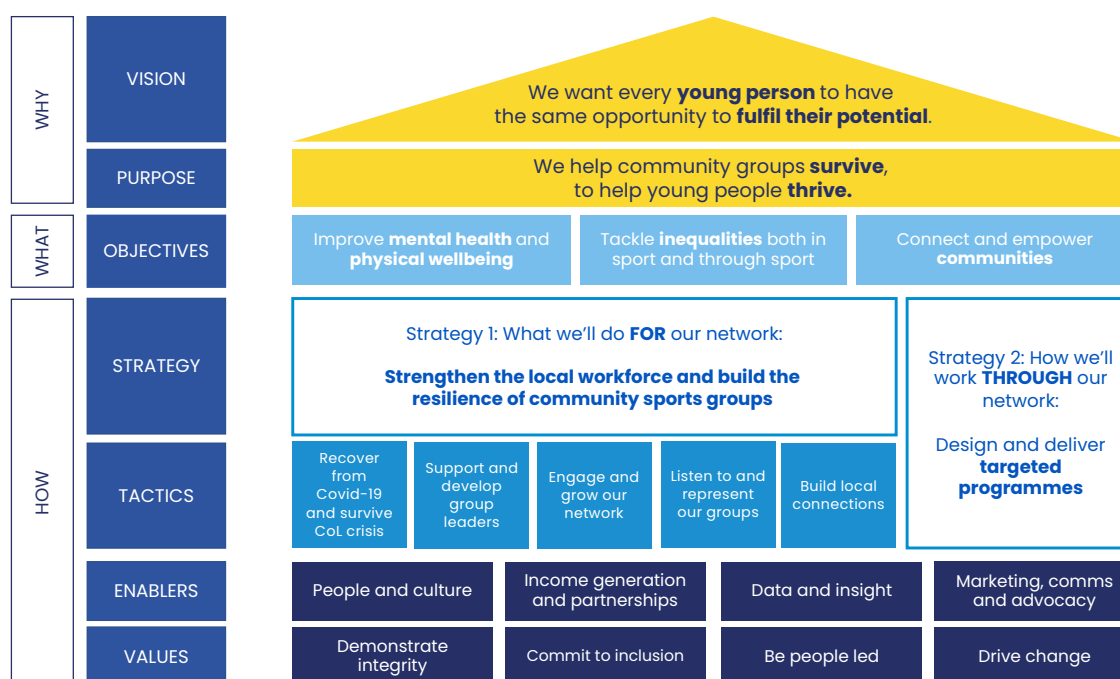 WHY
VISION
We want every young person to have
the same opportunity to fulfil their potential.
PURPOSE
We help community groups survive,
to help young people thrive.
WHAT
OBJECTIVES
Improve mental health and
physical wellbeing
Tackle inequalities both in
sport and through sport
Connect and empower
communities
HOW
STRATEGY
Strategy 1: What we'll do FOR our network:
Strengthen the local workforce and build the
resilience of community sports groups
Strategy 2: How we'll
work THROUGH our
network:
Design and deliver
targeted
programmes
TACTICS
Recover
from
Covid-19
and survive
CoL crisis
Support and
develop
group
leaders
Engage and
grow our
network
Listen to and
represent
our groups
Build local
connections
ENABLERS
People and culture
Income generation
and partnerships
Data and insight
Marketing, comms
and advocacy
VALUES
Demonstrate
integrity
Commit to inclusion
Be people led
Drive change